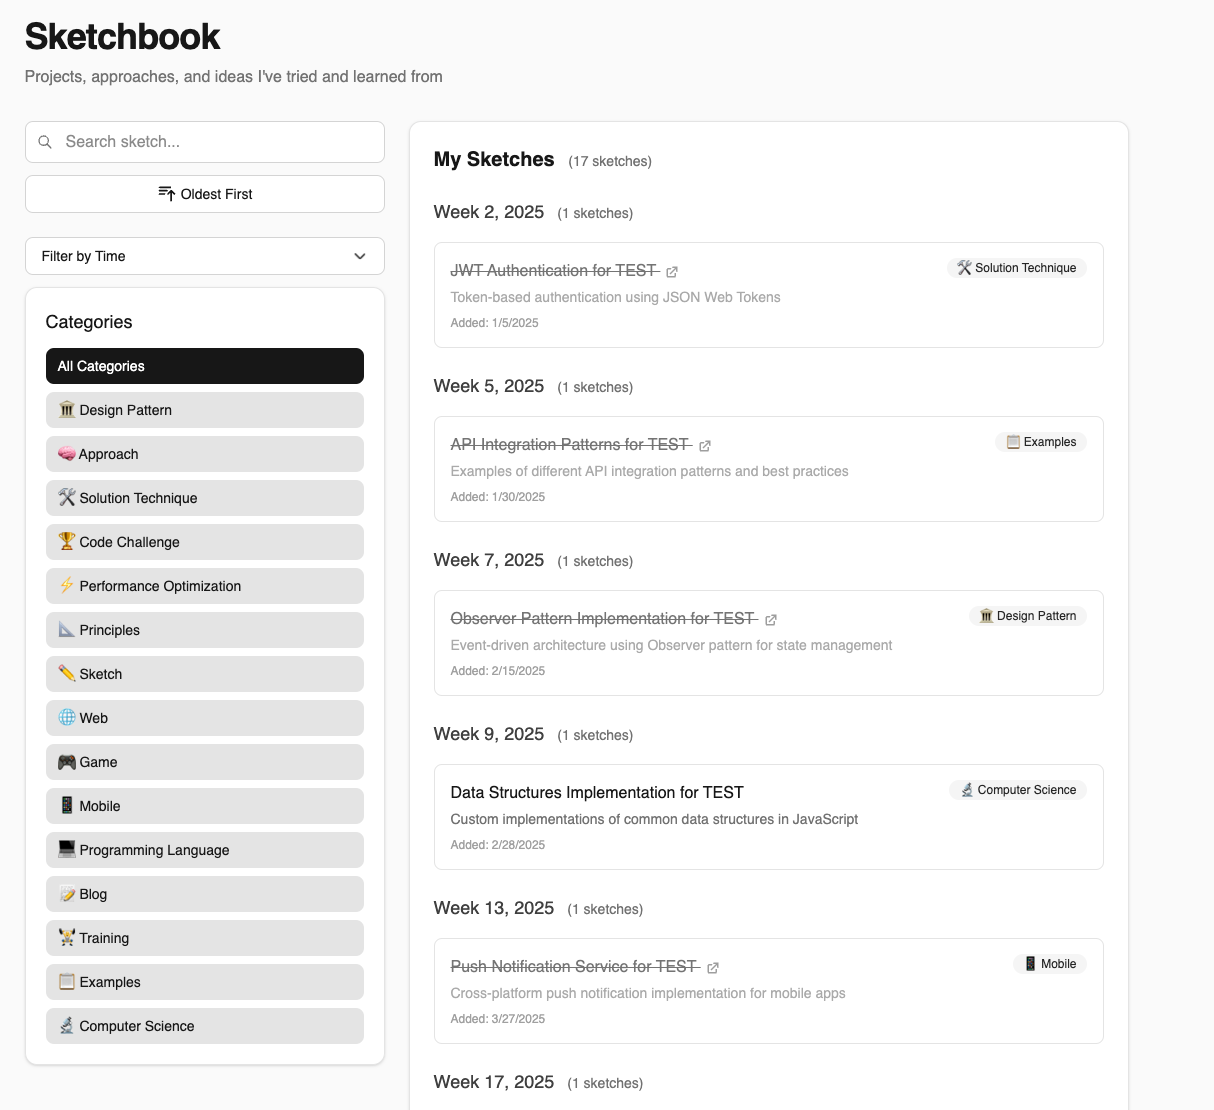 Sketchbook
Projects, approaches, and ideas I've tried and learned from
Search sketch...
Oldest First
Filter by Time
Categories
All Categories
Design Pattern
Approach
Solution Technique
Code Challenge
Performance Optimization
Principles
Sketch
Web
Game
Mobile
Programming Language
Blog
Training
Examples
Computer Science
My Sketches (17 sketches)
Week 2, 2025 (1 sketches)
JWT Authentication for TEST
Solution Technique
Token-based authentication using JSON Web Tokens
Added: 1/5/2025
Week 5, 2025 (1 sketches)
API Integration Patterns for TEST
Examples
Examples of different API integration patterns and best practices
Added: 1/30/2025
Week 7, 2025 (1 sketches)
Observer Pattern Implementation for TEST
Design Pattern
Event-driven architecture using Observer pattern for state management
Added: 2/15/2025
Week 9, 2025 (1 sketches)
Data Structures Implementation for TEST
Computer Science
Custom implementations of common data structures in JavaScript
Added: 2/28/2025
Week 13, 2025 (1 sketches)
Push Notification Service for TEST
Mobile
Cross-platform push notification implementation for mobile apps
Added: 3/27/2025
Week 17, 2025 (1 sketches)